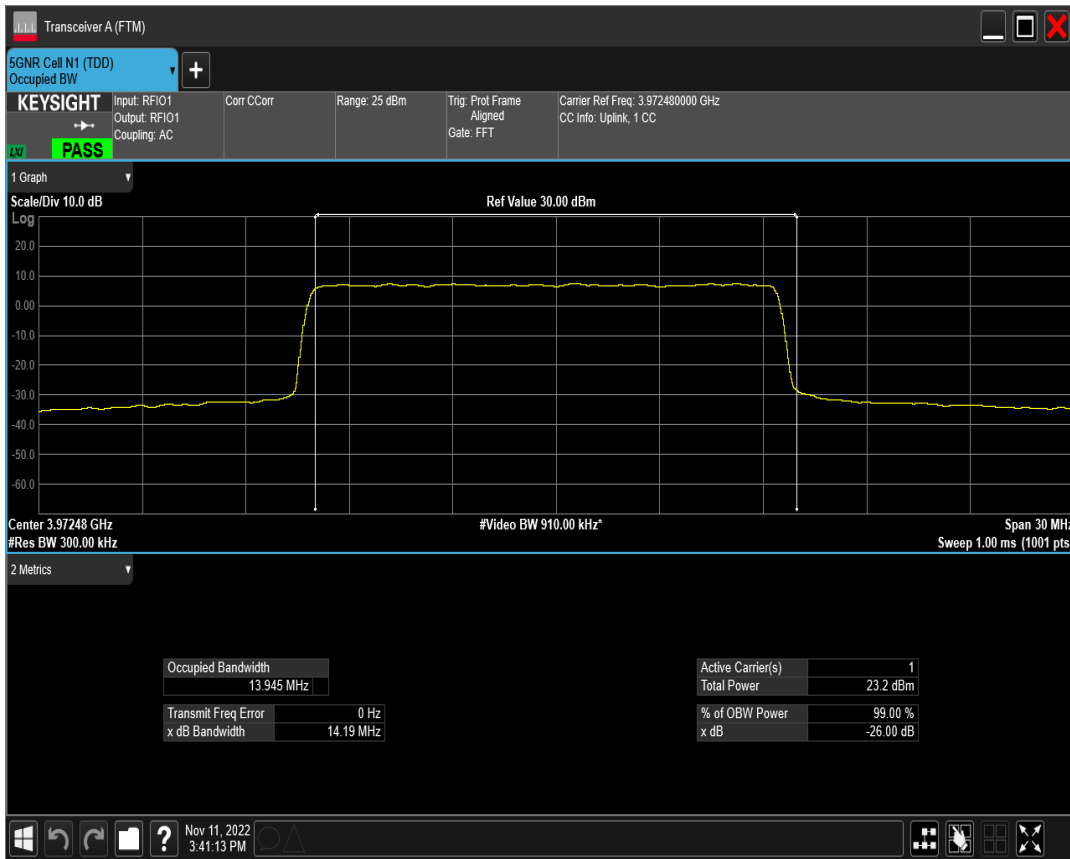 Transceiver A (FTM)
5GNR Cell N1 (TDD)
Occupied BW
+
KEYSIGHT
LXI
PASS
Input: RFIO1
Output: RFIO1
Coupling: AC
Corr CCorr
Range: 25 dBm
Trig: Prot Frame
Aligned
Gate: FFT
Carrier Ref Freq: 3.972480000 GHz
CC Info: Uplink, 1 CC
1 Graph
Scale/Div 10.0 dB
Ref Value 30.00 dBm
Log
20.0
10.0
0.00
-10.0
-20.0
-30.0
-40.0
-50.0
-60.0
Center 3.97248 GHz
#Video BW 910.00 kHz*
Span 30 MHz
#Res BW 300.00 kHz
Sweep 1.00 ms (1001 pts
2 Metrics
Occupied Bandwidth
13.945 MHz
Transmit Freq Error 0 Hz
x dB Bandwidth 14.19 MHz
Active Carrier(s) 1
Total Power 23.2 dBm
% of OBW Power 99.00 %
x dB -26.00 dB
?
Nov 11, 2022
3:41:13 PM